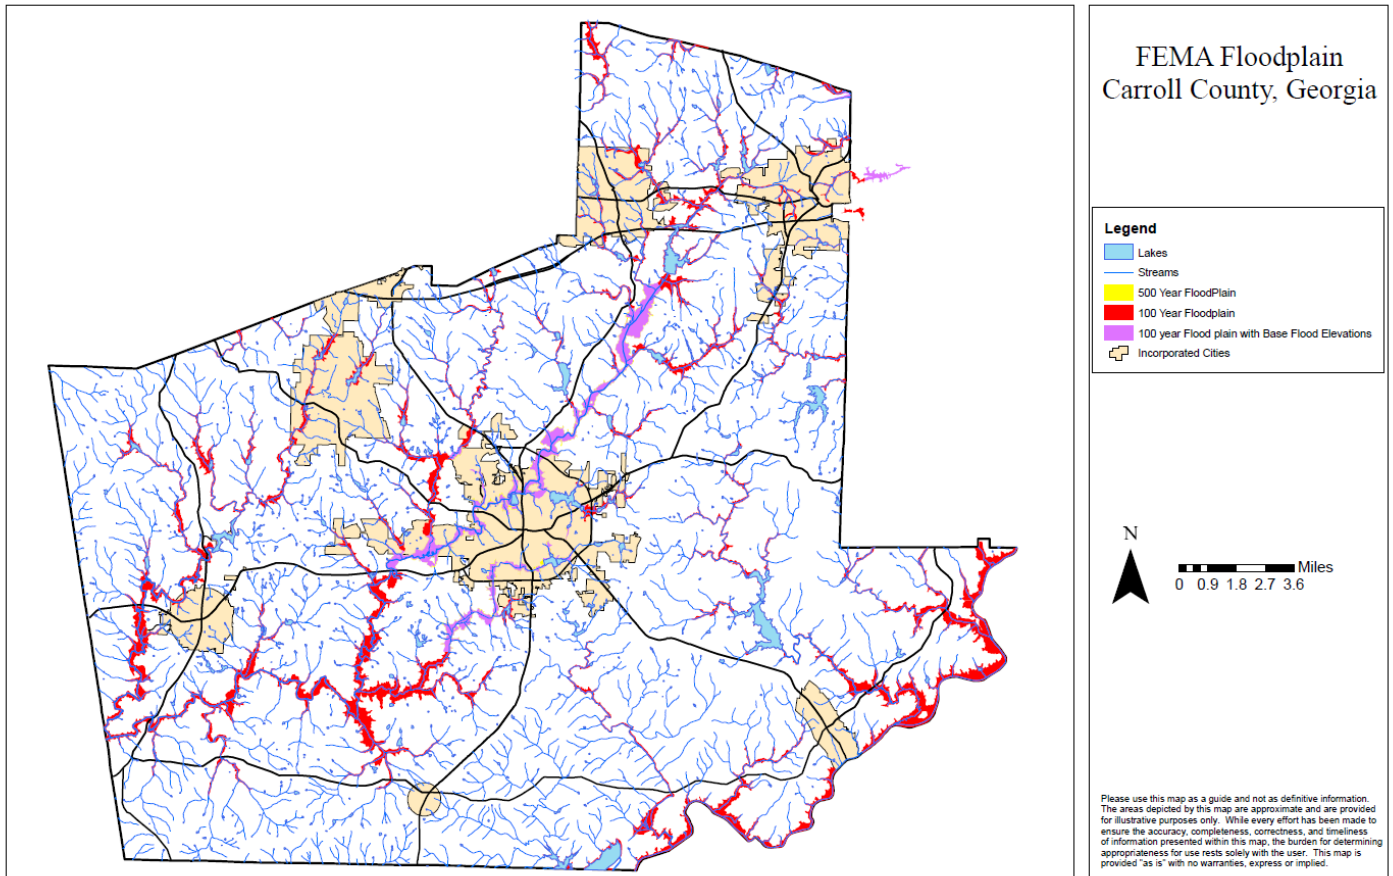 FEMA Floodplain
Carroll County, Georgia
Legend
Lakes
Streams
500 Year FloodPlain
100 Year Floodplain
100 year Flood plain with Base Flood Elevations
Incorporated Cities
N
Miles
0 0.9 1.8 2.7 3.6
Please use this map as a guide and not as definitive information.
The areas depicted by this map are approximate and are provided
for illustrative purposes only. While every effort has been made to
ensure the accuracy, completeness, correctness, and timeliness
of information presented within this map, the burden for determining
appropriateness for use rests solely with the user. This map is
provided "as is" with no warranties, express or implied.